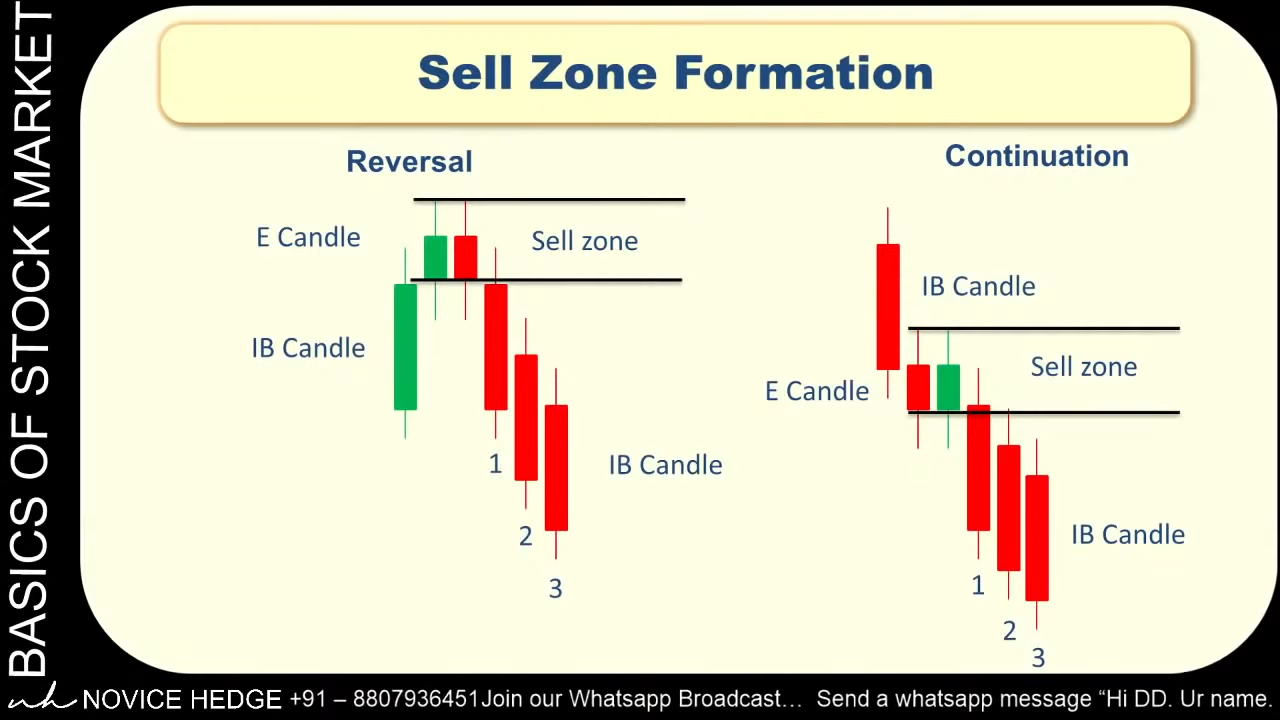 BASICS OF STOCK MARKET
Sell Zone Formation
Reversal
Continuation
E Candle
Sell zone
IB Candle
IB Candle
Sell zone
E Candle
IB Candle
1
IB Candle
2
1
3
2
3
nh NOVICE HEDGE +91 – 8807936451Join our Whatsapp Broadcast… Send a whatsapp message “Hi DD. Ur name.